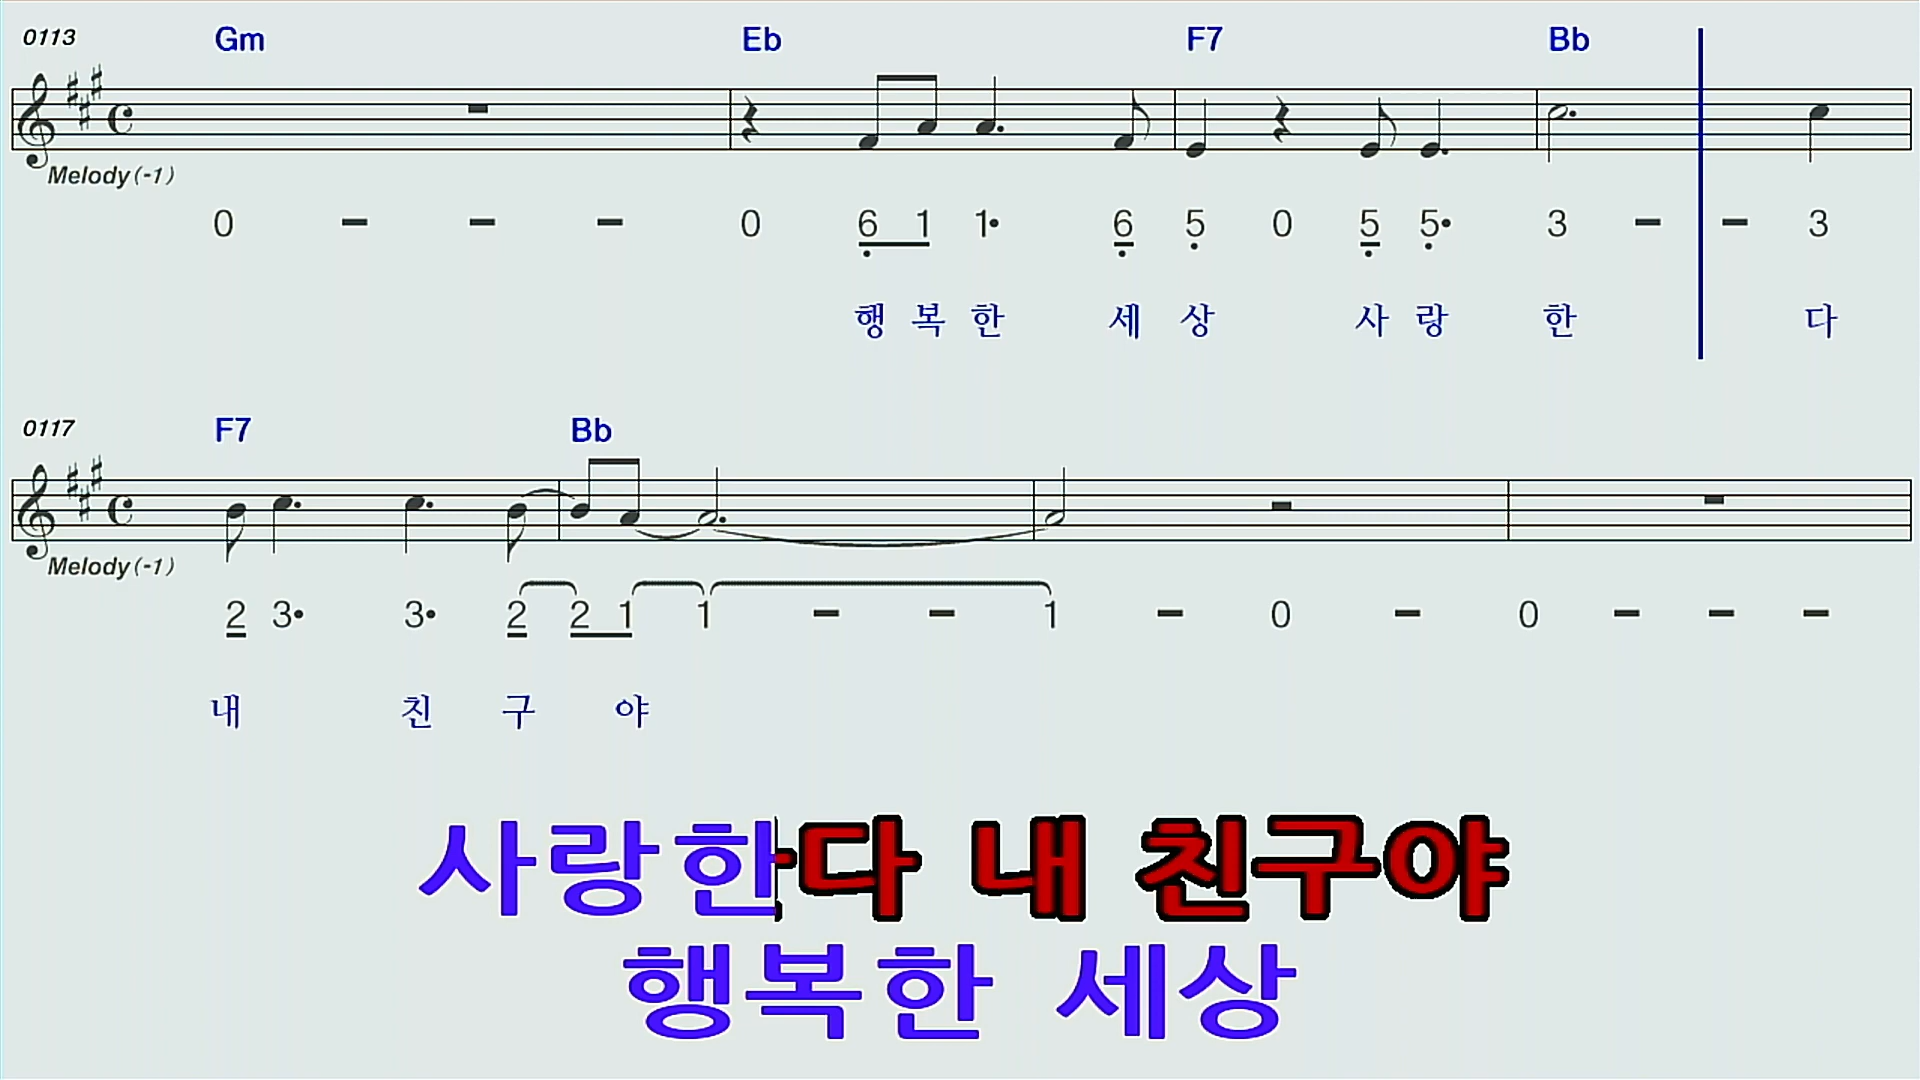 0113 Gm Eb F7 Bb
Melody(-1)
0 - - - 0 6 1 1• 6 5 0 5 5• 3 - - 3
행 복 한 세 상 사 랑 한 다
0117 F7 Bb
Melody(-1)
2 3• 3• 2 2 1 1 - - 1 - 0 - 0 - - -
내 친 구 야
사랑한다 내 친구야
행복한 세상